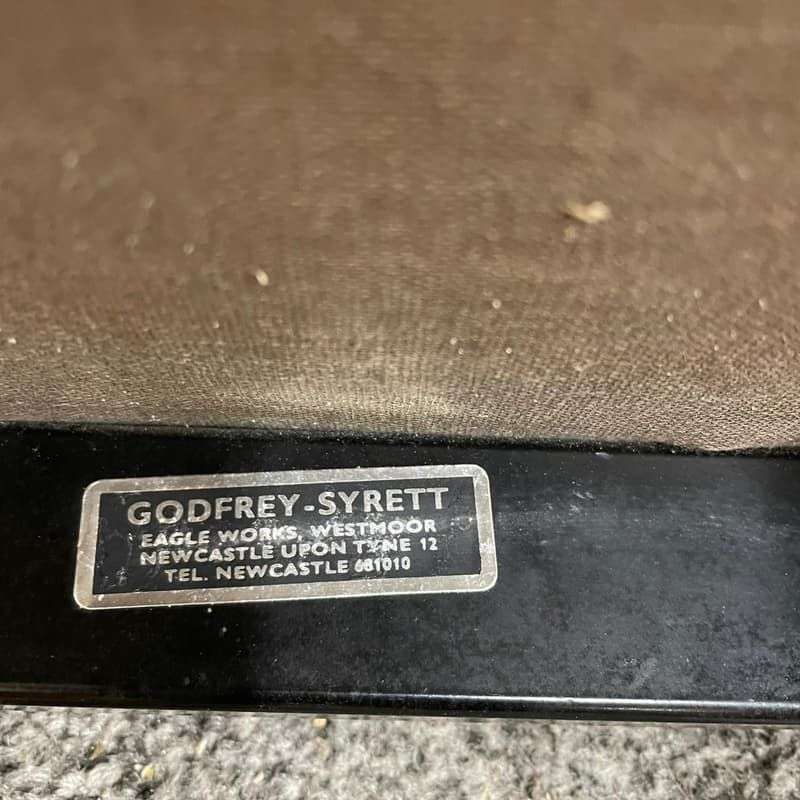 GODFREY-SYRETT
EAGLE WORKS, WESTMOOR
NEWCASTLE UPON TYNE 12
TEL. NEWCASTLE 681010